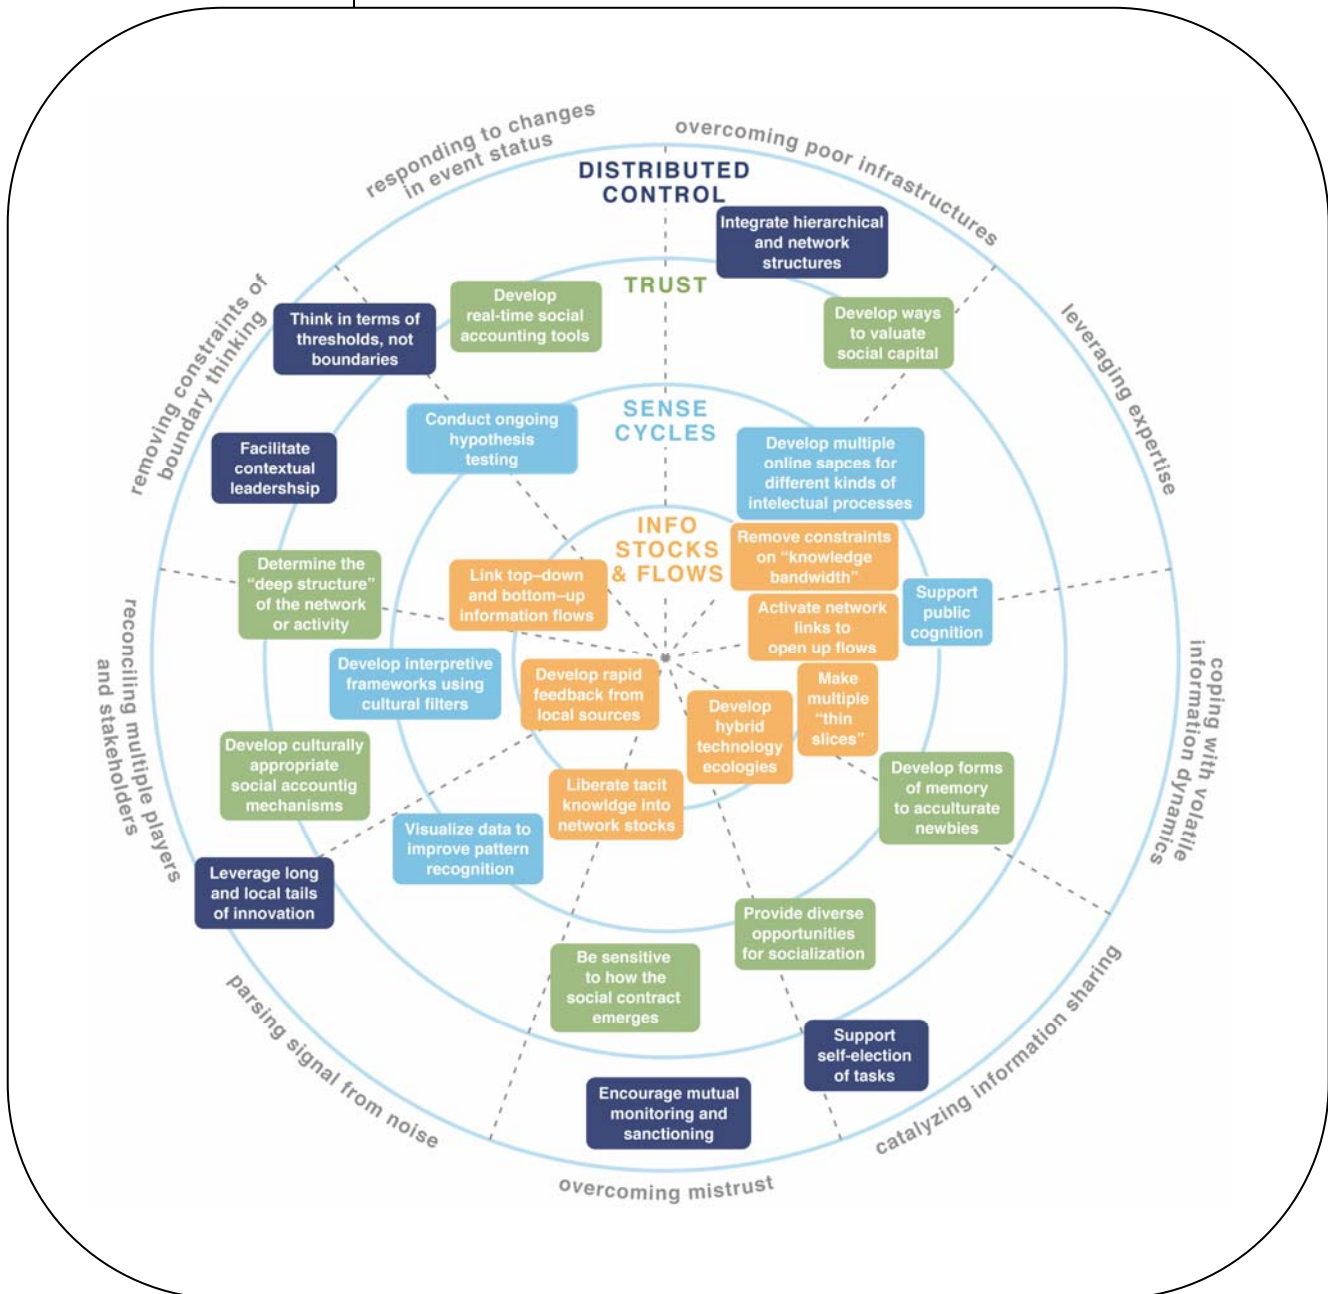 responding to changes
in event status
overcoming poor infrastructures
leveraging expertise
coping with volatile
information dynamics
catalyzing information sharing
overcoming mistrust
parsing signal from noise
reconciling multiple players
and stakeholders
removing constraints of
boundary thinking
DISTRIBUTED
CONTROL
Integrate hierarchical
and network
structures
TRUST
Develop
real-time social
accounting tools
Think in terms of
thresholds, not
boundaries
Develop ways
to valuate
social capital
SENSE
CYCLES
Conduct ongoing
hypothesis
testing
Develop multiple
online sapces for
different kinds of
intelectual processes
Facilitate
contextual
leadershsip
INFO
STOCKS
& FLOWS
Remove constraints
on “knowledge
bandwidth”
Determine the
“deep structure”
of the network
or activity
Link top–down
and bottom–up
information flows
Activate network
links to
open up flows
Support
public
cognition
Develop interpretive
frameworks using
cultural filters
Develop rapid
feedback from
local sources
Make
multiple
“thin
slices”
Develop
hybrid
technology
ecologies
Develop culturally
appropriate
social accountig
mechanisms
Liberate tacit
knowldge into
network stocks
Develop forms
of memory
to acculturate
newbies
Visualize data to
improve pattern
recognition
Leverage long
and local tails
of innovation
Provide diverse
opportunities
for socialization
Be sensitive
to how the
social contract
emerges
Support
self-election
of tasks
Encourage mutual
monitoring and
sanctioning